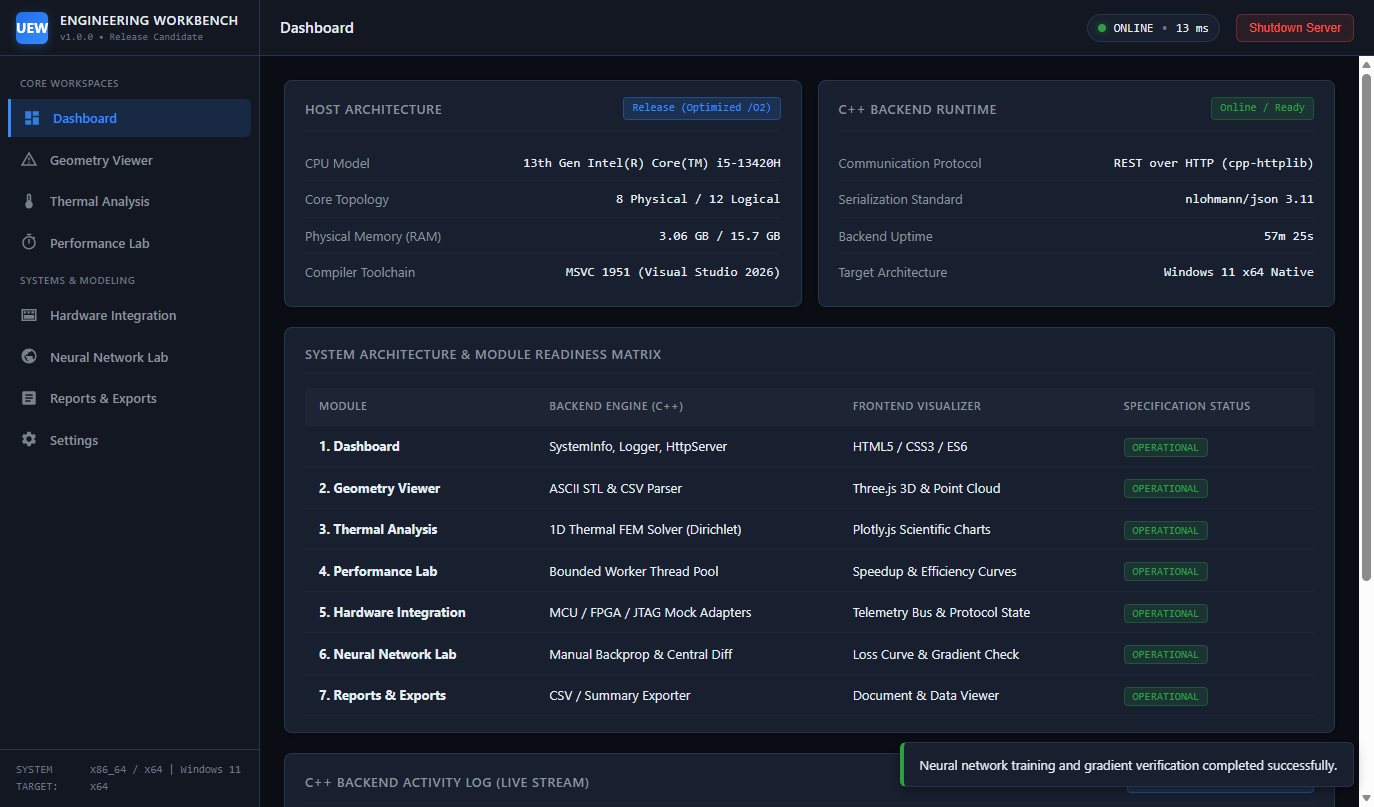 UEW
ENGINEERING WORKBENCH
v1.0.0 • Release Candidate
Dashboard
ONLINE • 13 ms
Shutdown Server
CORE WORKSPACES
Dashboard
Geometry Viewer
Thermal Analysis
Performance Lab
SYSTEMS & MODELING
Hardware Integration
Neural Network Lab
Reports & Exports
Settings
SYSTEM TARGET:
x86_64 / x64 | Windows 11 x64
HOST ARCHITECTURE
Release (Optimized /O2)
CPU Model 13th Gen Intel(R) Core(TM) i5-13420H
Core Topology 8 Physical / 12 Logical
Physical Memory (RAM) 3.06 GB / 15.7 GB
Compiler Toolchain MSVC 1951 (Visual Studio 2026)
C++ BACKEND RUNTIME
Online / Ready
Communication Protocol REST over HTTP (cpp-httplib)
Serialization Standard nlohmann/json 3.11
Backend Uptime 57m 25s
Target Architecture Windows 11 x64 Native
SYSTEM ARCHITECTURE & MODULE READINESS MATRIX
MODULE BACKEND ENGINE (C++) FRONTEND VISUALIZER SPECIFICATION STATUS
1. Dashboard SystemInfo, Logger, HttpServer HTML5 / CSS3 / ES6 OPERATIONAL
2. Geometry Viewer ASCII STL & CSV Parser Three.js 3D & Point Cloud OPERATIONAL
3. Thermal Analysis 1D Thermal FEM Solver (Dirichlet) Plotly.js Scientific Charts OPERATIONAL
4. Performance Lab Bounded Worker Thread Pool Speedup & Efficiency Curves OPERATIONAL
5. Hardware Integration MCU / FPGA / JTAG Mock Adapters Telemetry Bus & Protocol State OPERATIONAL
6. Neural Network Lab Manual Backprop & Central Diff Loss Curve & Gradient Check OPERATIONAL
7. Reports & Exports CSV / Summary Exporter Document & Data Viewer OPERATIONAL
C++ BACKEND ACTIVITY LOG (LIVE STREAM)
Neural network training and gradient verification completed successfully.